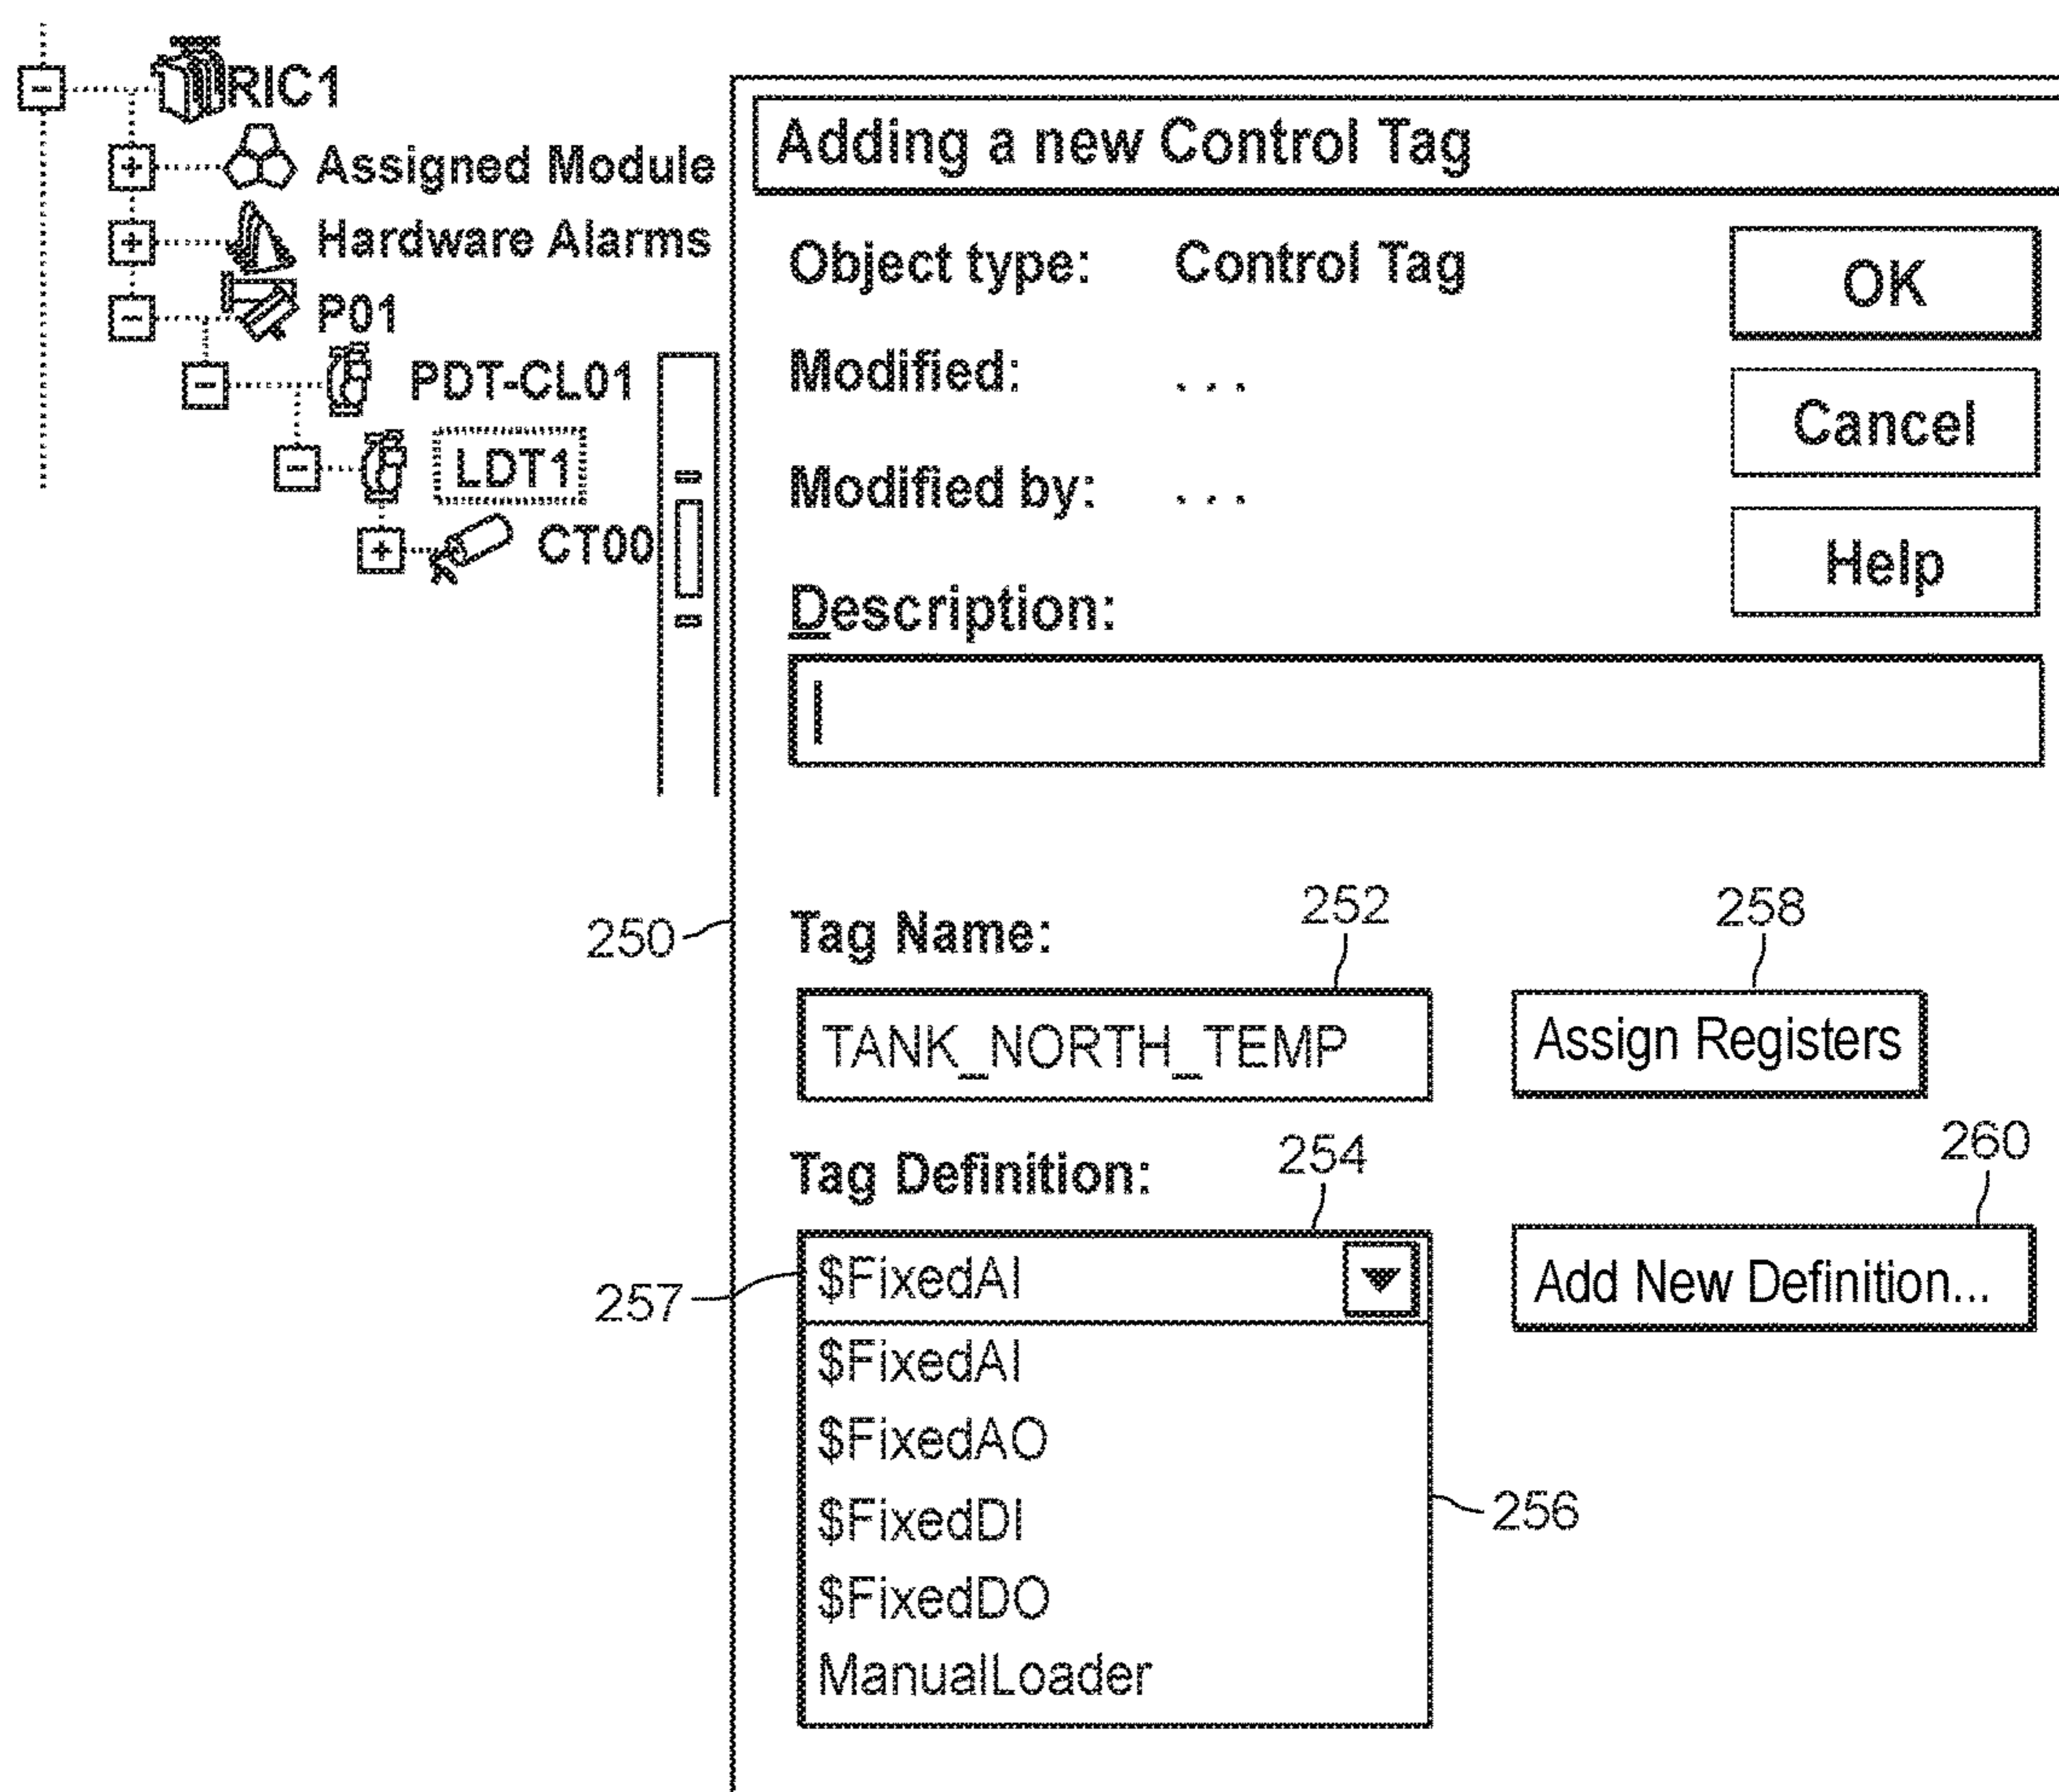 RIC1
Assigned Module
Hardware Alarms
P01
PDT-CL01
LDT1
CT00
Adding a new Control Tag
Object type: Control Tag
OK
Modified: ...
Cancel
Modified by: ...
Help
Description:
250
Tag Name:
252
258
TANK_NORTH_TEMP
Assign Registers
Tag Definition:
254
260
257
$FixedAI
Add New Definition...
$FixedAI
$FixedAO
$FixedDI
256
$FixedDO
ManualLoader